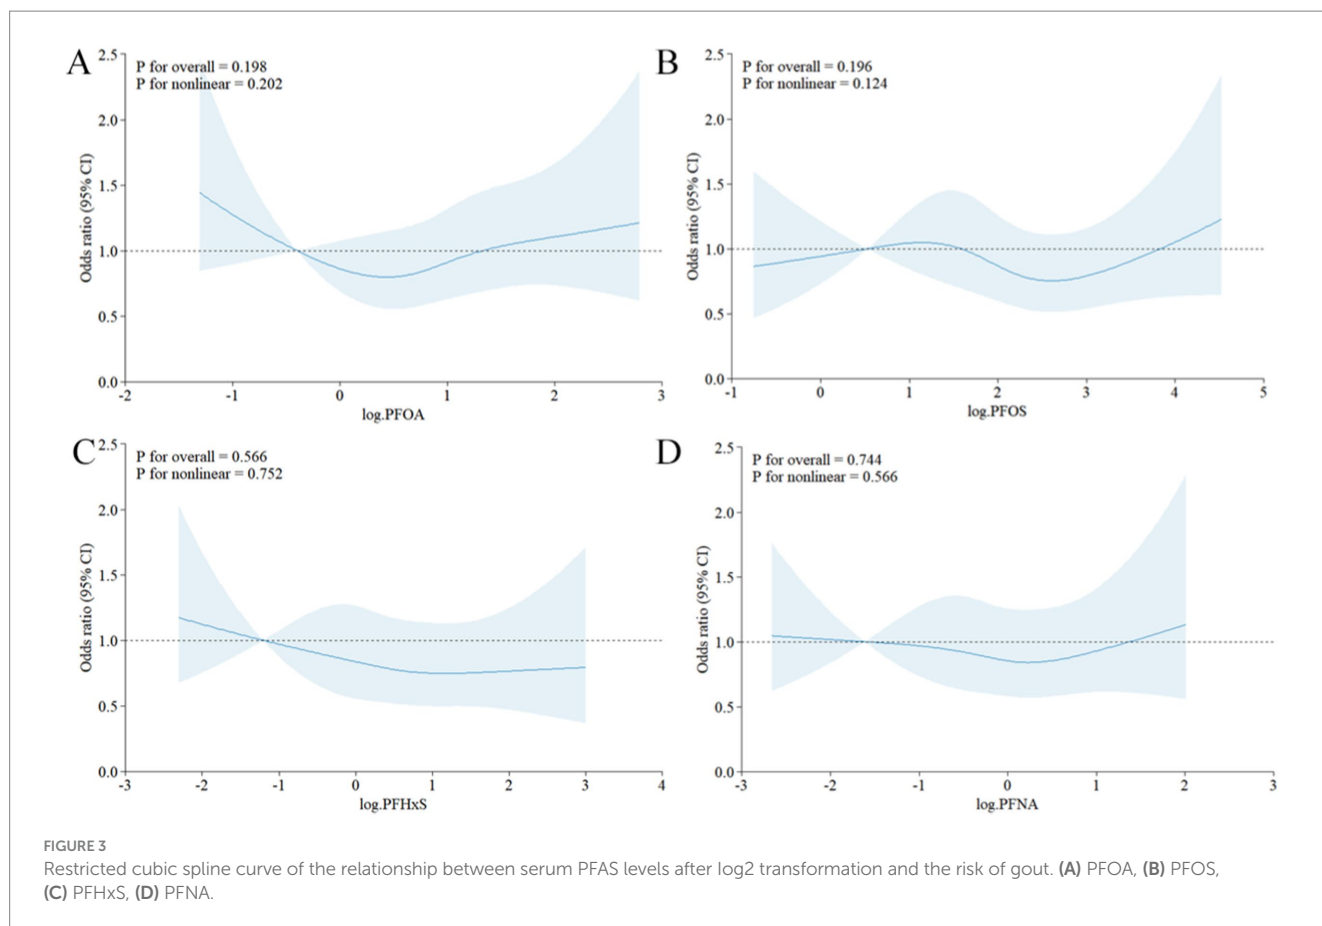 A
P for overall = 0.198
P for nonlinear = 0.202
2.5
2.0
1.5
1.0
0.5
0.0
Odds ratio (95% CI)
-2 -1 0 1 2 3
log.PFOA
B
P for overall = 0.196
P for nonlinear = 0.124
2.5
2.0
1.5
1.0
0.5
0.0
Odds ratio (95% CI)
-1 0 1 2 3 4 5
log.PFOS
C
P for overall = 0.566
P for nonlinear = 0.752
2.5
2.0
1.5
1.0
0.5
0.0
Odds ratio (95% CI)
-3 -2 -1 0 1 2 3 4
log.PFHxS
D
P for overall = 0.744
P for nonlinear = 0.566
2.5
2.0
1.5
1.0
0.5
0.0
Odds ratio (95% CI)
-3 -2 -1 0 1 2 3
log.PFNA
FIGURE 3
Restricted cubic spline curve of the relationship between serum PFAS levels after log2 transformation and the risk of gout. (A) PFOA, (B) PFOS,
(C) PFHxS, (D) PFNA.